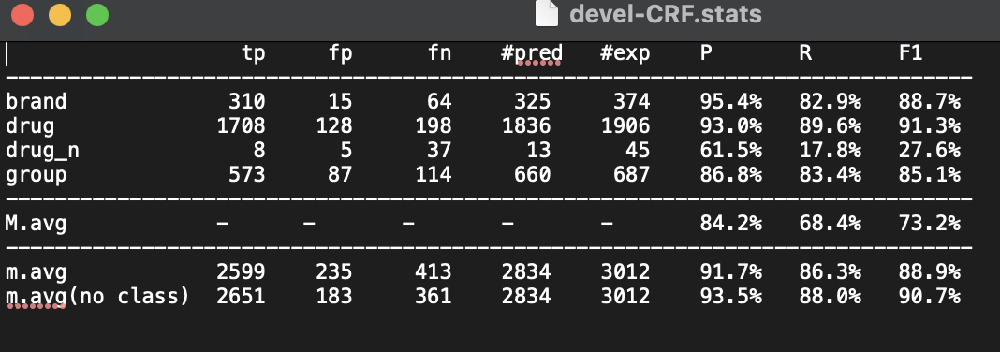 devel-CRF.stats
tp fp fn #pred #exp P R F1
------------------------------------------------------------------------------
brand 310 15 64 325 374 95.4% 82.9% 88.7%
drug 1708 128 198 1836 1906 93.0% 89.6% 91.3%
drug_n 8 5 37 13 45 61.5% 17.8% 27.6%
group 573 87 114 660 687 86.8% 83.4% 85.1%
------------------------------------------------------------------------------
M.avg - - - - - 84.2% 68.4% 73.2%
------------------------------------------------------------------------------
m.avg 2599 235 413 2834 3012 91.7% 86.3% 88.9%
m.avg(no class) 2651 183 361 2834 3012 93.5% 88.0% 90.7%